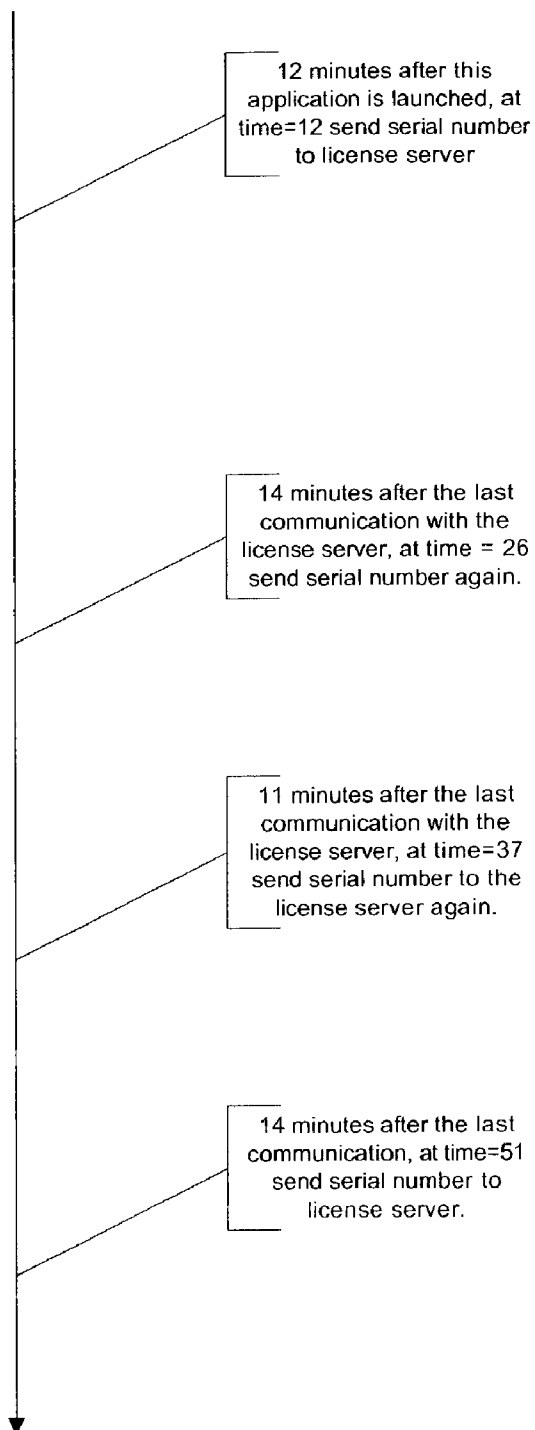 12 minutes after this
application is launched, at
time=12 send serial number
to license server
14 minutes after the last
communication with the
license server, at time = 26
send serial number again.
11 minutes after the last
communication with the
license server, at time=37
send serial number to the
license server again.
14 minutes after the last
communication, at time=51
send serial number to
license server.